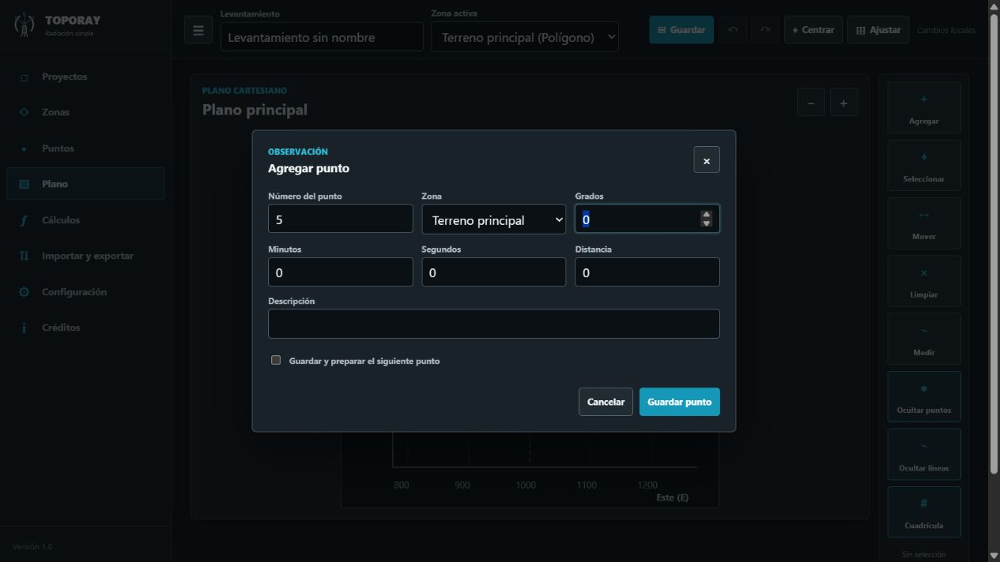 TOPORAY
Radiación simple
Proyectos
Zonas
Puntos
Plano
Cálculos
Importar y exportar
Configuración
Créditos
Versión 1.0
Levantamiento
Levantamiento sin nombre
Zona activa
Terreno principal (Polígono)
Guardar
Centrar
Ajustar
Cambios locales
PLANO CARTESIANO
Plano principal
OBSERVACIÓN
Agregar punto
Número del punto
5
Zona
Terreno principal
Grados
0
Minutos
0
Segundos
0
Distancia
0
Descripción
Guardar y preparar el siguiente punto
Cancelar
Guardar punto
800 900 1000 1100 1200
Este (E)
Agregar
Seleccionar
Mover
Limpiar
Medir
Ocultar puntos
Ocultar líneas
Cuadrícula
Sin selección